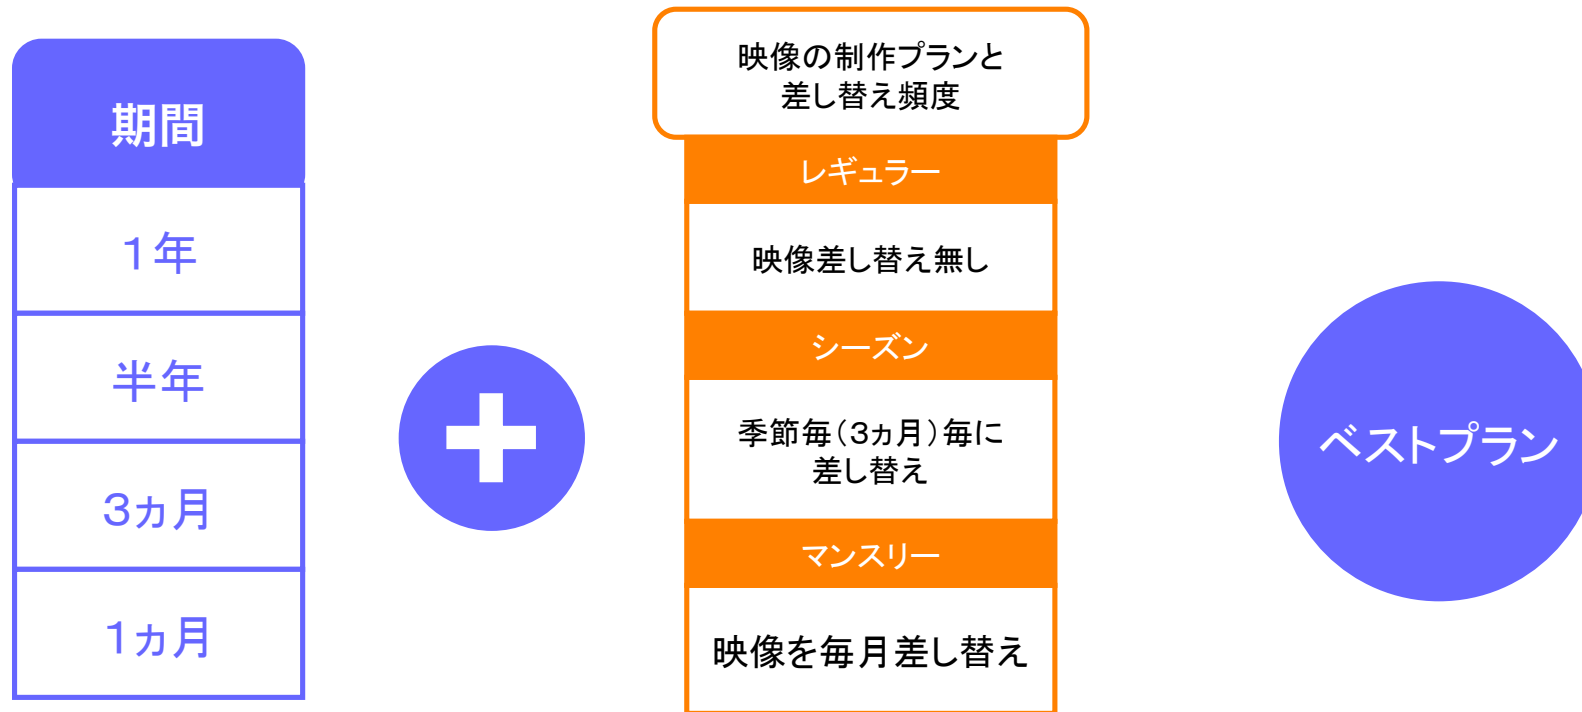 期間
1年
半年
3ヵ月
1ヵ月
映像の制作プランと
差し替え頻度
レギュラー
映像差し替え無し
シーズン
季節毎（3ヵ月）毎に
差し替え
マンスリー
映像を毎月差し替え
ベストプラン